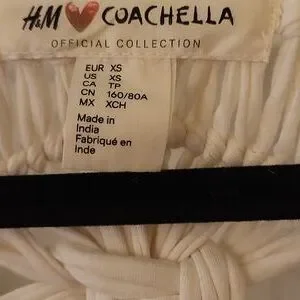 H&M ❤ COACHELLA
OFFICIAL COLLECTION
EUR XS
US XS
CA TP
CN 160/80A
MX XCH
Made in
India
Fabriqué en
Inde